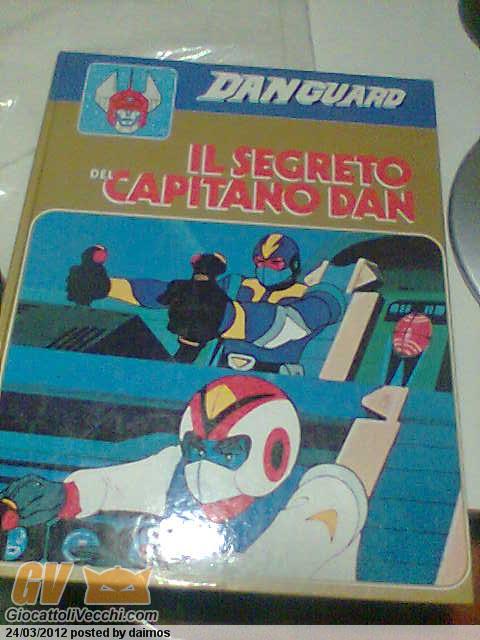 DANGUARD
IL SEGRETO
DEL CAPITANO DAN
GV
GiocattoliVecchi.com
24/03/2012 posted by daimos